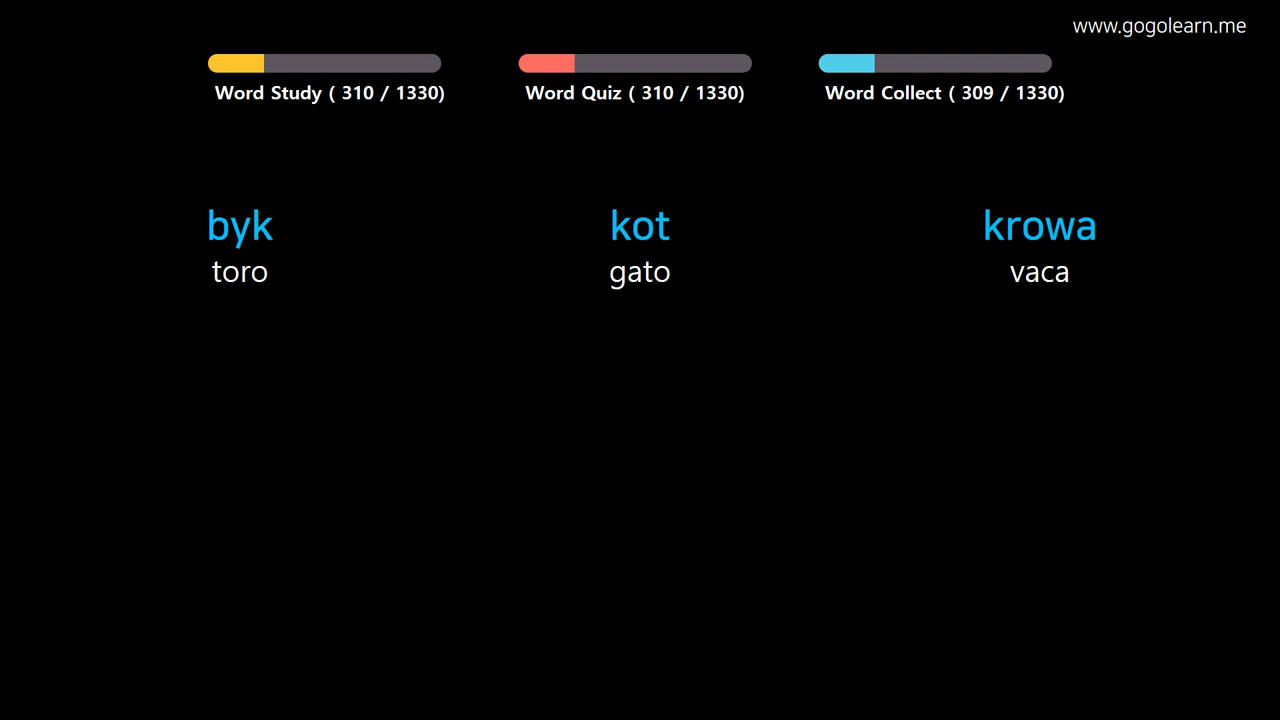 www.gogolearn.me
Word Study ( 310 / 1330)
Word Quiz ( 310 / 1330)
Word Collect ( 309 / 1330)
byk
toro
kot
gato
krowa
vaca